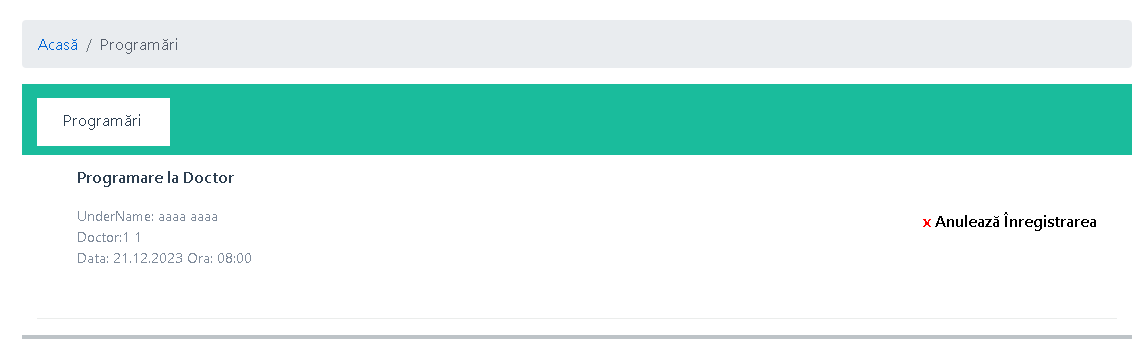 Acasă / Programări
Programări
Programare la Doctor
UnderName: aaaa aaaa
x Anulează Înregistrarea
Doctor:1 1
Data: 21.12.2023 Ora: 08:00